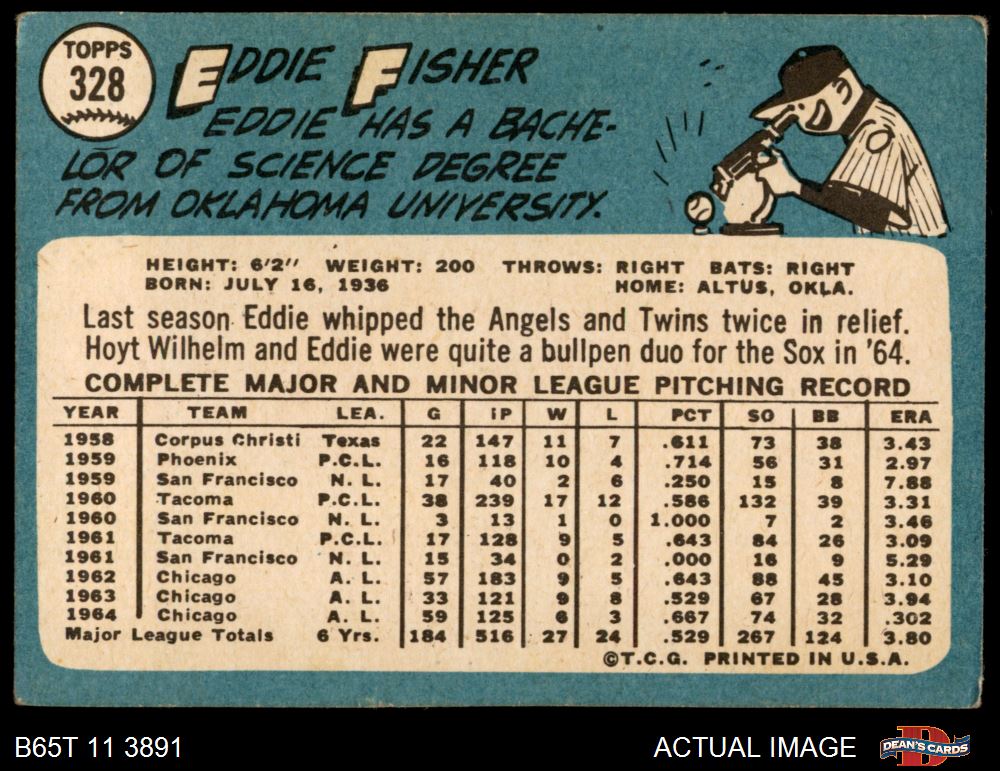 TOPPS
328
EDDIE FISHER
EDDIE HAS A BACHE-
LOR OF SCIENCE DEGREE
FROM OKLAHOMA UNIVERSITY.
HEIGHT: 6'2" WEIGHT: 200 THROWS: RIGHT BATS: RIGHT
BORN: JULY 16, 1936 HOME: ALTUS, OKLA.
Last season Eddie whipped the Angels and Twins twice in relief.
Hoyt Wilhelm and Eddie were quite a bullpen duo for the Sox in '64.
COMPLETE MAJOR AND MINOR LEAGUE PITCHING RECORD
YEAR TEAM LEA. G IP W L PCT SO BB ERA
1958 Corpus Christi Texas 22 147 11 7 .611 73 38 3.43
1959 Phoenix P.C.L. 16 118 10 4 .714 56 31 2.97
1959 San Francisco N. L. 17 40 2 6 .250 15 8 7.88
1960 Tacoma P.C.L. 38 239 17 12 .586 132 39 3.31
1960 San Francisco N. L. 3 13 1 0 1.000 7 2 3.46
1961 Tacoma P.C.L. 17 128 9 5 .643 84 26 3.09
1961 San Francisco N. L. 15 34 0 2 .000 16 9 5.29
1962 Chicago A. L. 57 183 9 5 .643 88 45 3.10
1963 Chicago A. L. 33 121 9 8 .529 67 28 3.94
1964 Chicago A. L. 59 125 6 3 .667 74 32 .302
Major League Totals 6 Yrs. 184 516 27 24 .529 267 124 3.80
©T.C.G. PRINTED IN U.S.A.
B65T 11 3891 ACTUAL IMAGE DEAN'S CARDS